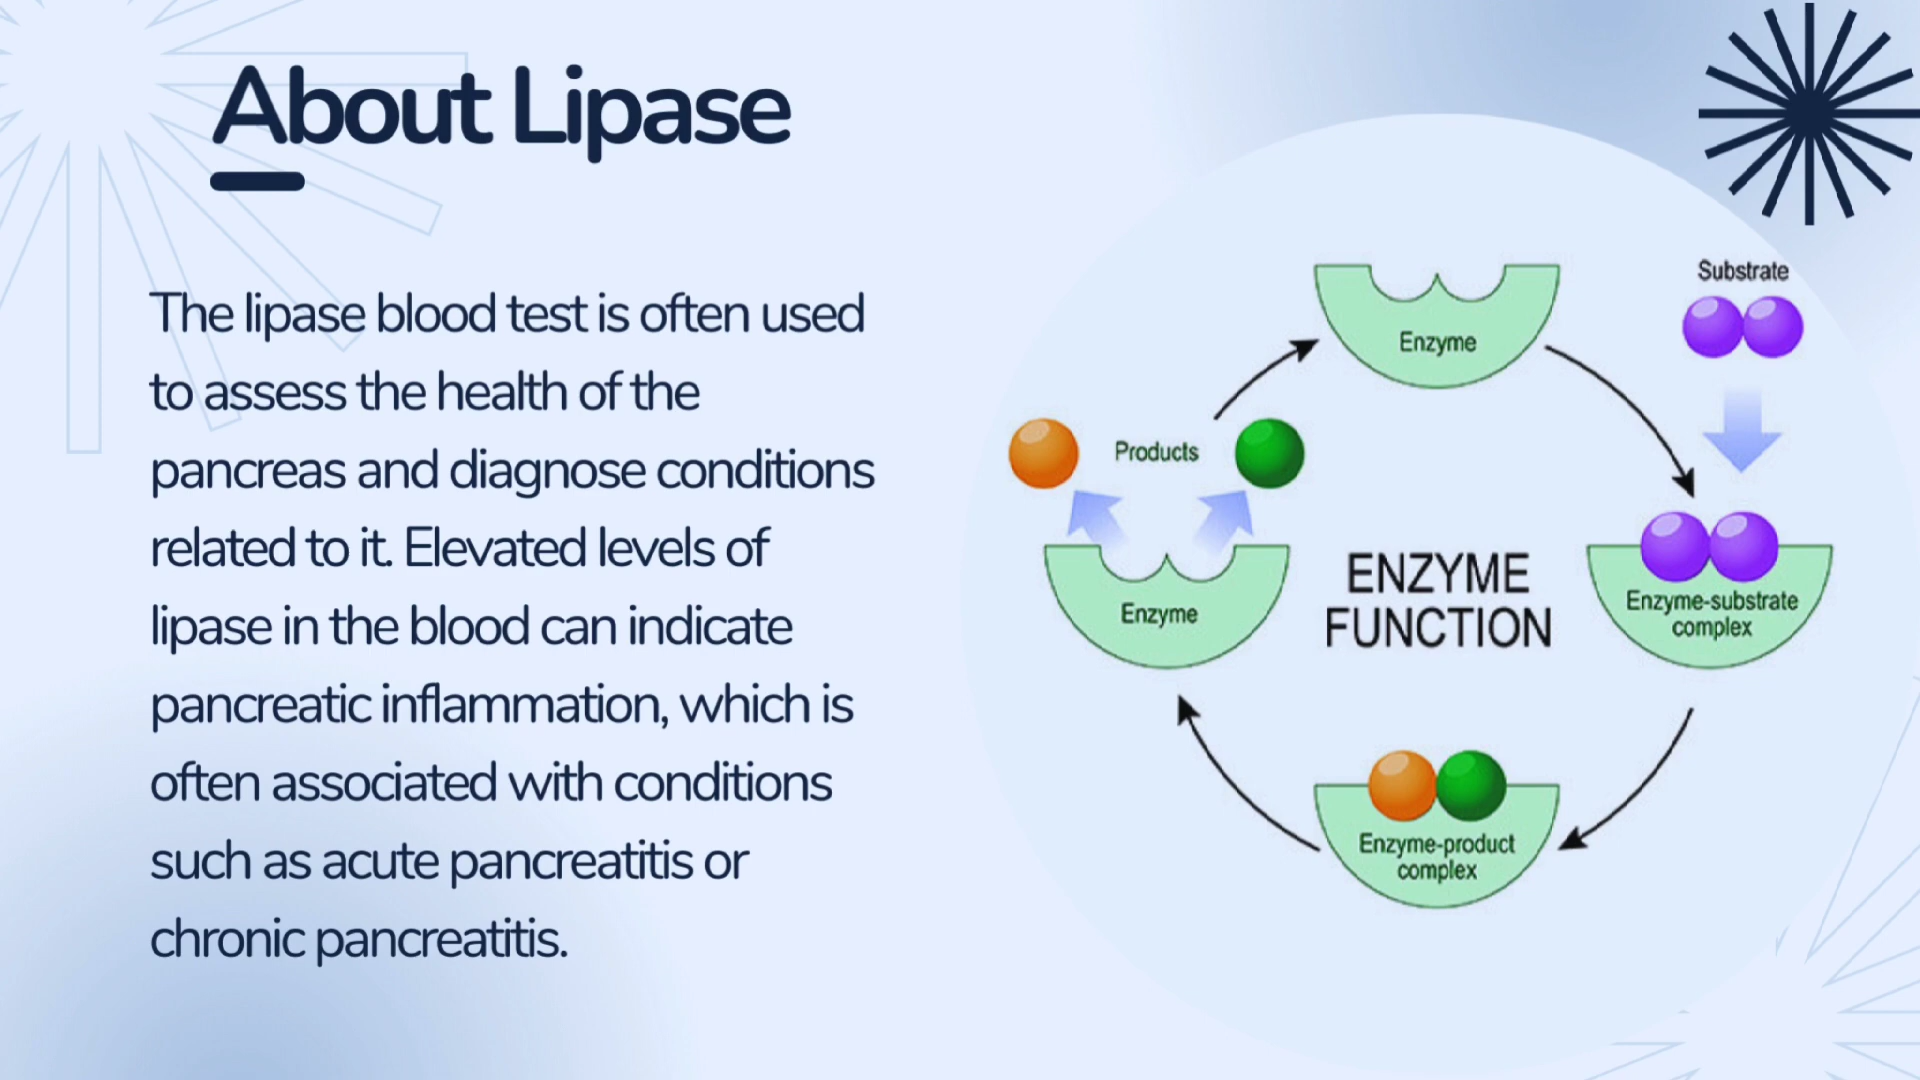 About Lipase
The lipase blood test is often used
to assess the health of the
pancreas and diagnose conditions
related to it. Elevated levels of
lipase in the blood can indicate
pancreatic inflammation, which is
often associated with conditions
such as acute pancreatitis or
chronic pancreatitis.
Substrate
Enzyme
Products
ENZYME
FUNCTION
Enzyme
Enzyme-substrate
complex
Enzyme-product
complex